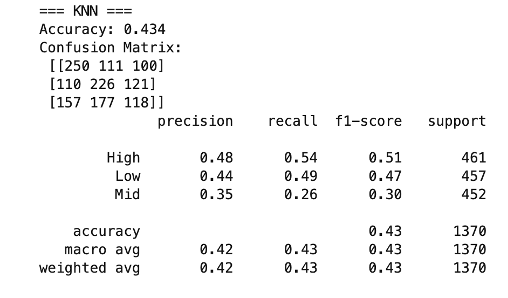 === KNN ===
Accuracy: 0.434
Confusion Matrix:
[[250 111 100]
[110 226 121]
[157 177 118]]
precision recall f1-score support
High 0.48 0.54 0.51 461
Low 0.44 0.49 0.47 457
Mid 0.35 0.26 0.30 452
accuracy 0.43 1370
macro avg 0.42 0.43 0.43 1370
weighted avg 0.42 0.43 0.43 1370